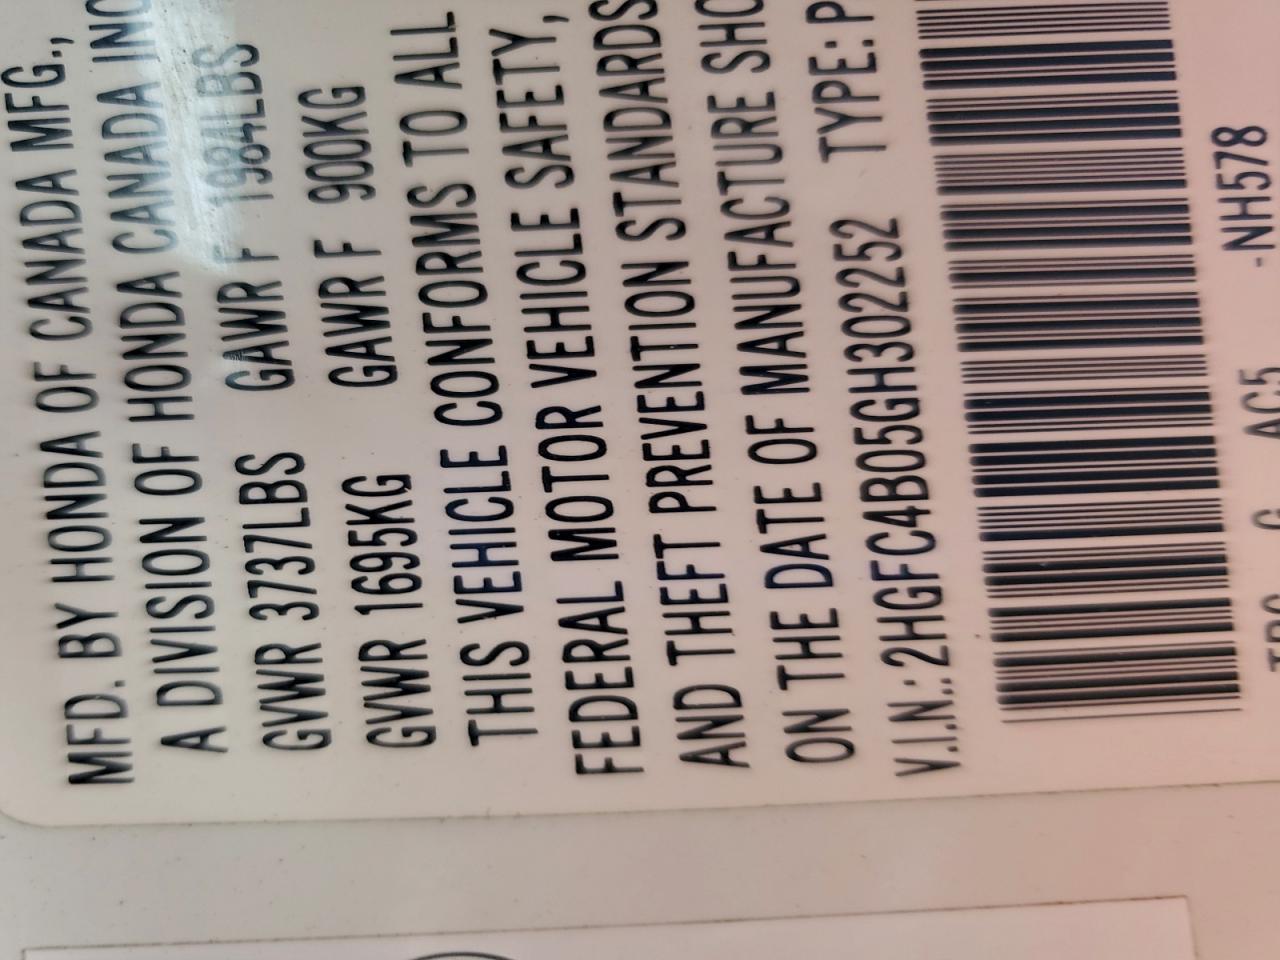 MFD. BY HONDA OF CANADA MFG.,
A DIVISION OF HONDA CANADA INC
GVWR 3737LBS GAWR F 1984LBS
GVWR 1695KG GAWR F 900KG
THIS VEHICLE CONFORMS TO ALL
FEDERAL MOTOR VEHICLE SAFETY,
AND THEFT PREVENTION STANDARDS
ON THE DATE OF MANUFACTURE SHO
V.I.N.: 2HGFC4B05GH302252 TYPE: P
-NH578
AC5